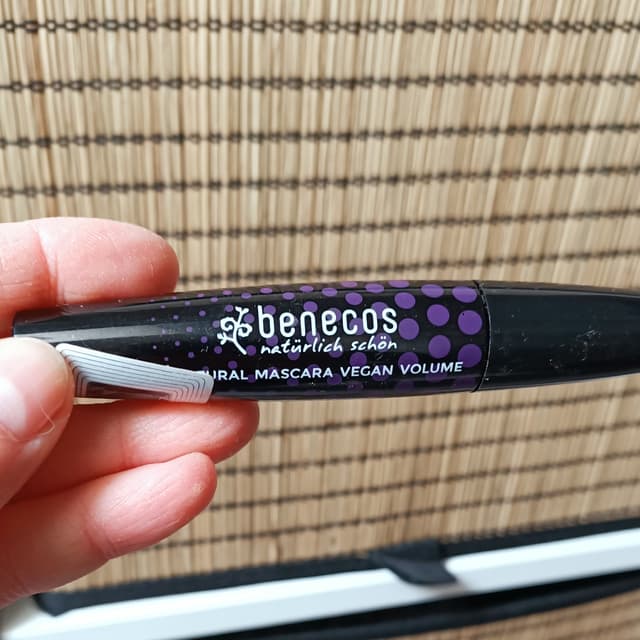 benecos
natürlich schön
URAL MASCARA VEGAN VOLUME